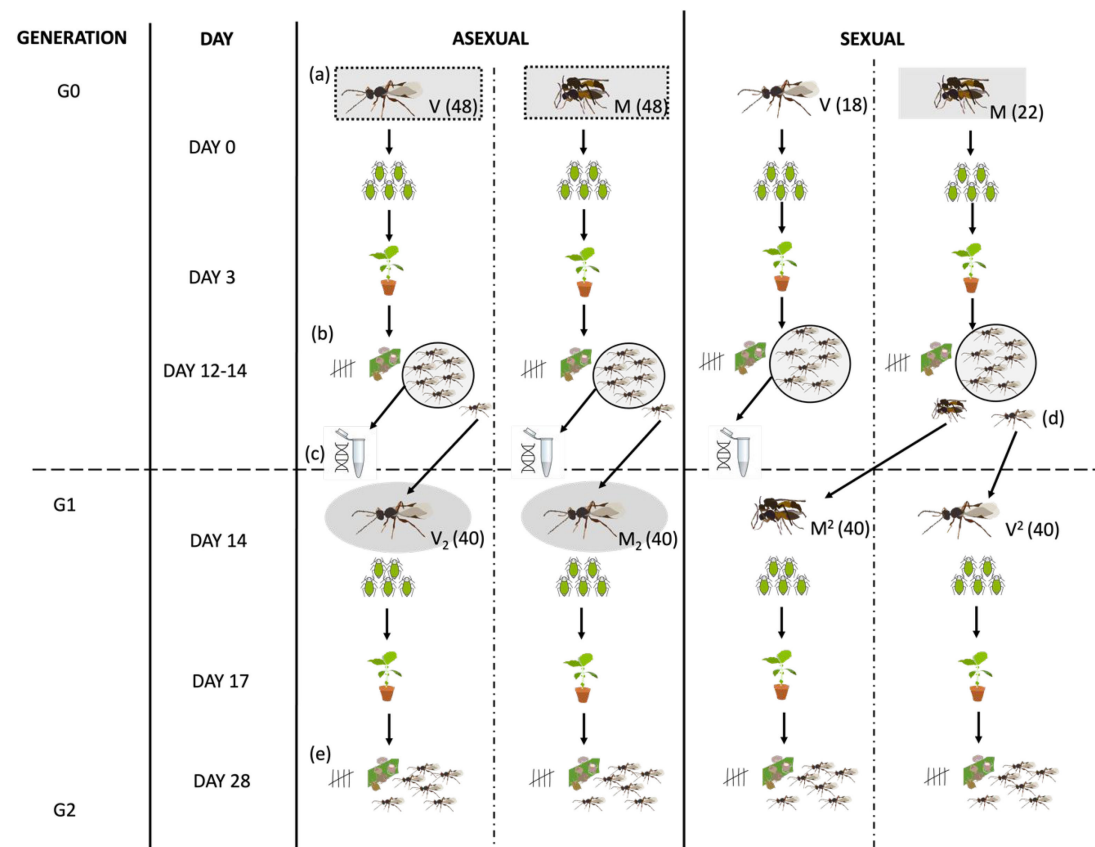 GENERATION DAY ASEXUAL SEXUAL
G0 (a) V (48) M (48) V (18) M (22)
DAY 0
DAY 3
(b)
DAY 12-14
(d)
(c)
G1
DAY 14 V₂ (40) M₂ (40) M² (40) V² (40)
DAY 17
(e)
DAY 28
G2